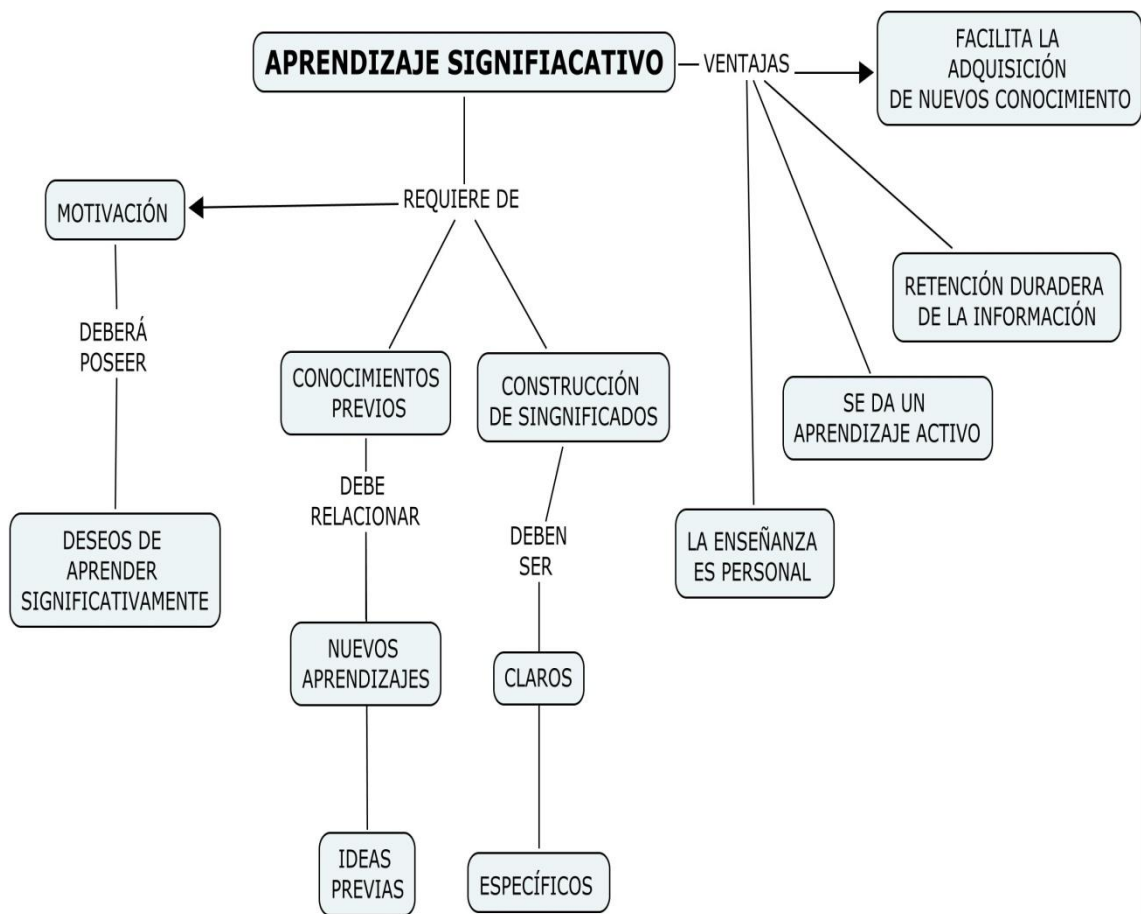 APRENDIZAJE SIGNIFIACATIVO
VENTAJAS
FACILITA LA
ADQUISICIÓN
DE NUEVOS CONOCIMIENTO
REQUIERE DE
MOTIVACIÓN
RETENCIÓN DURADERA
DE LA INFORMACIÓN
DEBERÁ
POSEER
CONOCIMIENTOS
PREVIOS
CONSTRUCCIÓN
DE SINGNIFICADOS
SE DA UN
APRENDIZAJE ACTIVO
DEBE
RELACIONAR
DESEOS DE
APRENDER
SIGNIFICATIVAMENTE
DEBEN
SER
LA ENSEÑANZA
ES PERSONAL
NUEVOS
APRENDIZAJES
CLAROS
IDEAS
PREVIAS
ESPECÍFICOS